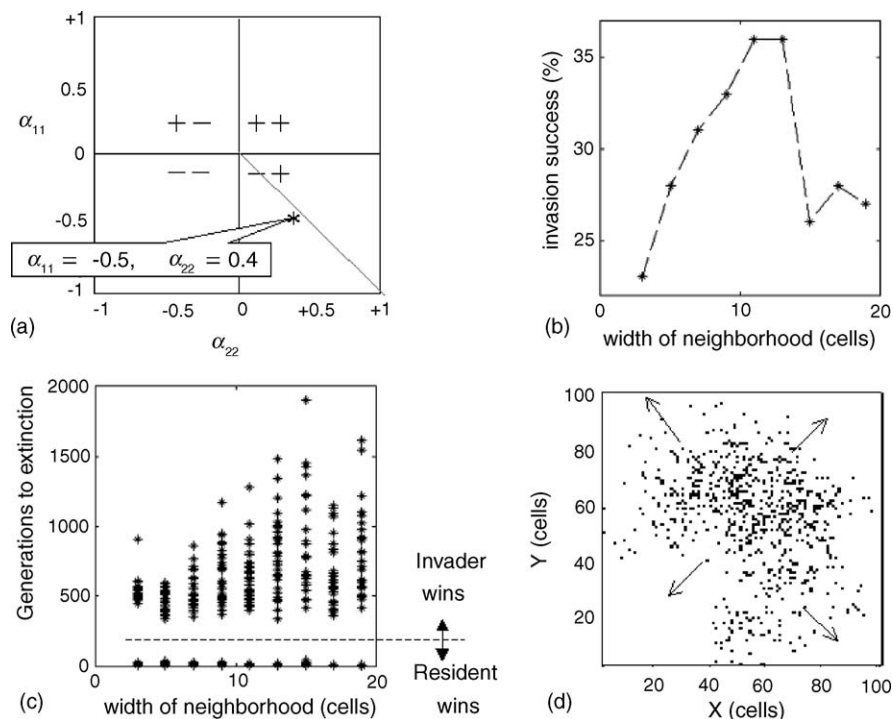 +1
0.5
α11
+ −
+ +
0
− −
− +
-0.5
α11 = -0.5, α22 = 0.4
-1
-1
-0.5
0
+0.5
+1
(a)
α22
35
30
25
invasion success (%)
0
10
20
(b)
width of neighborhood (cells)
2000
1500
1000
500
0
Generations to extinction
Invader
wins
Resident
wins
0
10
20
(c)
width of neighborhood (cells)
100
80
60
40
20
Y (cells)
20
40
60
80
100
(d)
X (cells)